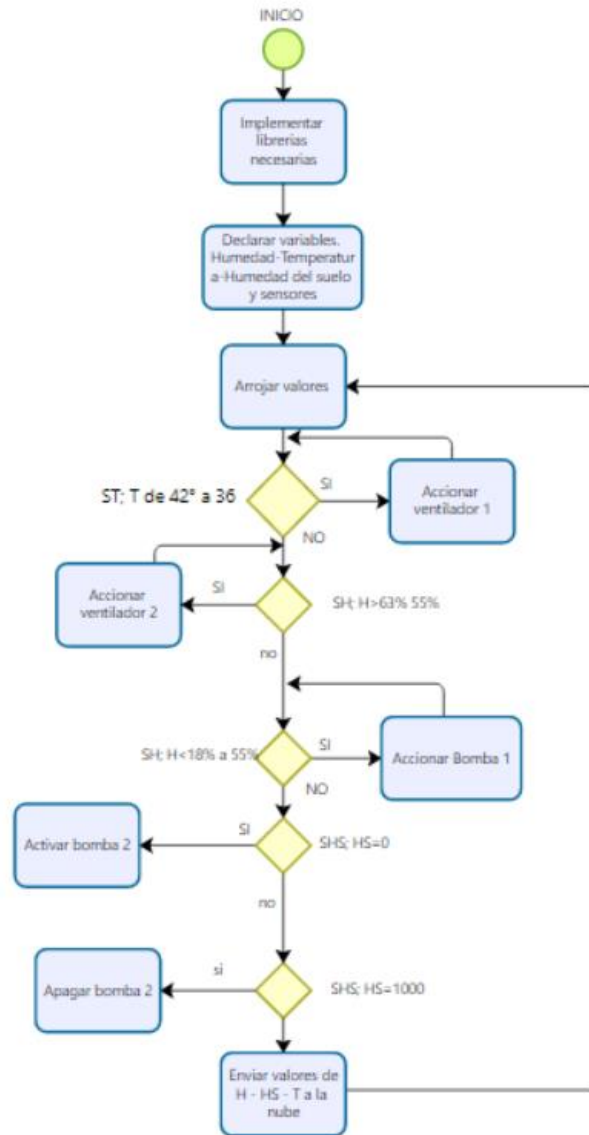 INICIO
Implementar
librerias
necesarias
Declarar variables.
Humedad-Temperatur
a-Humedad del suelo
y sensores
Arrojar valores
ST; T de 42° a 36
SI
Accionar
ventilador 1
NO
Accionar
ventilador 2
SI
SH; H>63% 55%
no
SH; H<18% a 55%
SI
Accionar Bomba 1
NO
Activar bomba 2
SI
SHS; HS=0
no
Apagar bomba 2
si
SHS; HS=1000
Enviar valores de
H - HS - T a la
nube